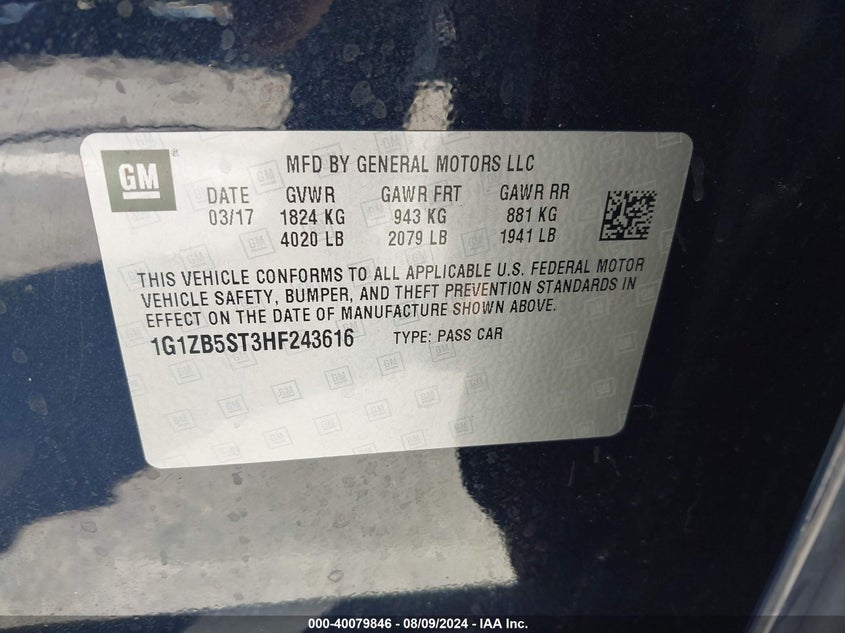 GM
MFD BY GENERAL MOTORS LLC
DATE GVWR GAWR FRT GAWR RR
03/17 1824 KG 943 KG 881 KG
4020 LB 2079 LB 1941 LB
THIS VEHICLE CONFORMS TO ALL APPLICABLE U.S. FEDERAL MOTOR
VEHICLE SAFETY, BUMPER, AND THEFT PREVENTION STANDARDS IN
EFFECT ON THE DATE OF MANUFACTURE SHOWN ABOVE.
1G1ZB5ST3HF243616 TYPE: PASS CAR
000-40079846 - 08/09/2024 - IAA Inc.